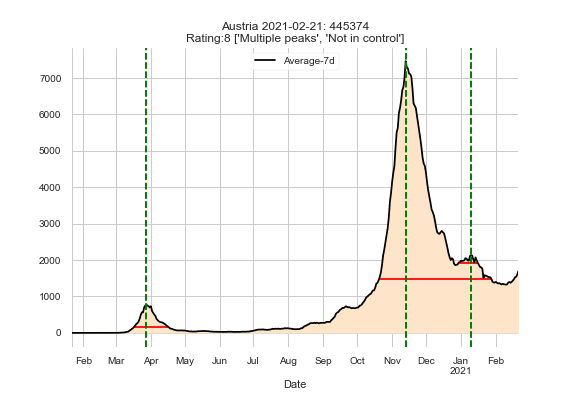 Austria 2021-02-21: 445374
Rating:8 ['Multiple peaks', 'Not in control']
Average-7d
7000
6000
5000
4000
3000
2000
1000
0
Feb Mar Apr May Jun Jul Aug Sep Oct Nov Dec Jan Feb
2021
Date